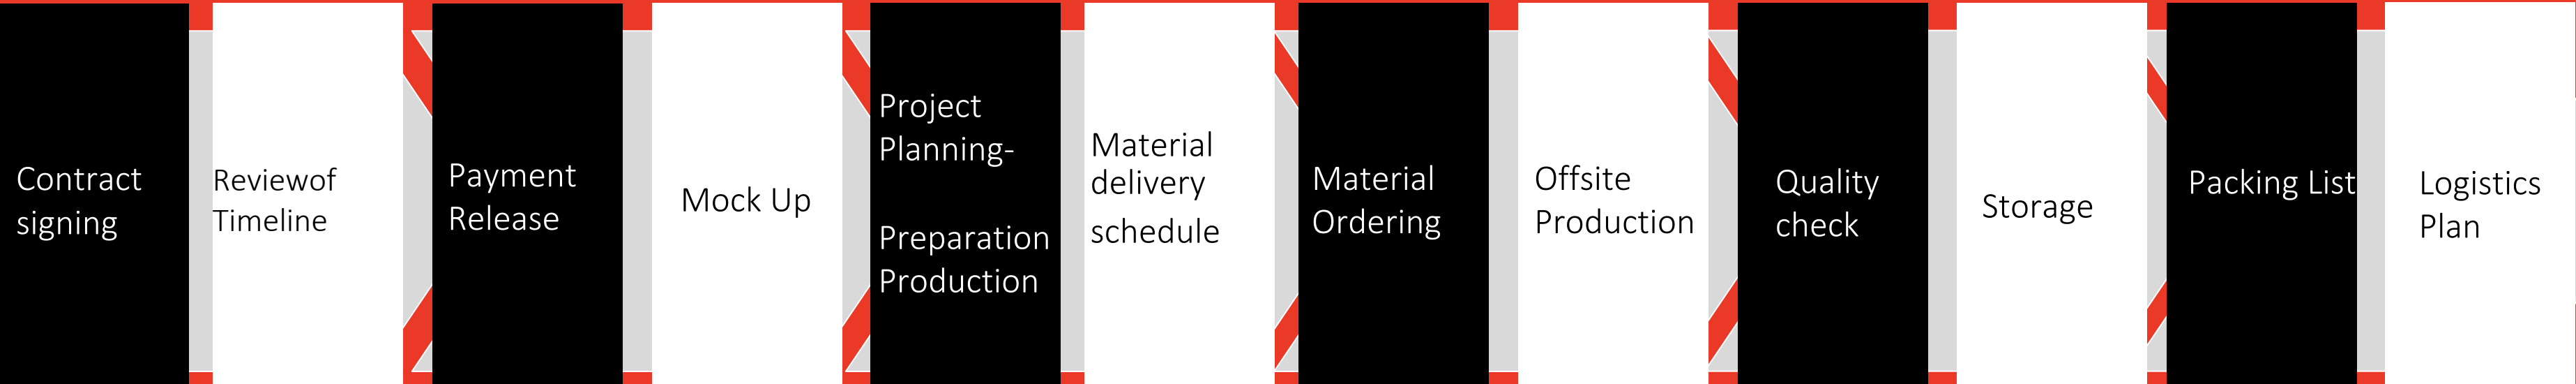 Contract
signing
Reviewof
Timeline
Payment
Release
Mock Up
Project
Planning-
Preparation
Production
Material
delivery
schedule
Material
Ordering
Offsite
Production
Quality
check
Storage
Packing List
Logistics
Plan